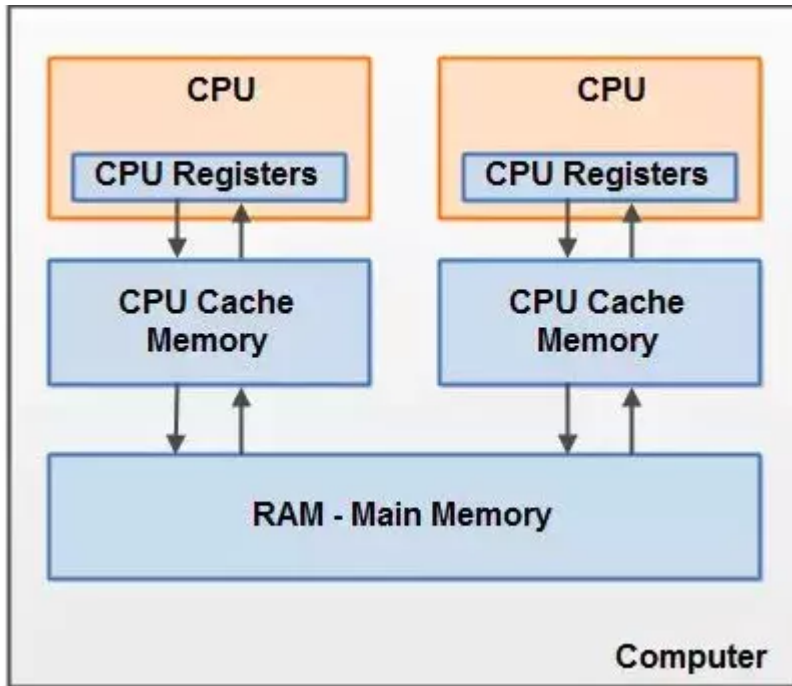 CPU
CPU
CPU Registers
CPU Registers
CPU Cache
Memory
CPU Cache
Memory
RAM - Main Memory
Computer